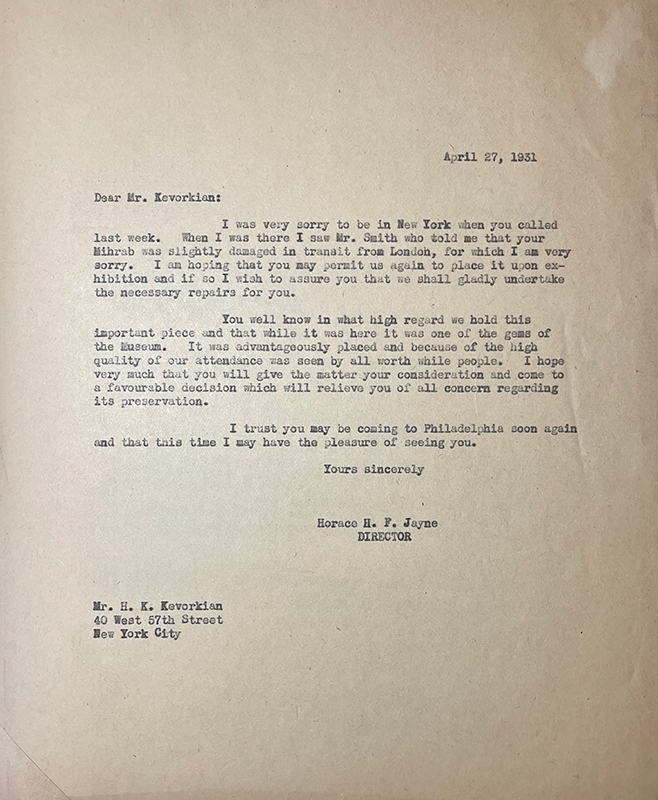 April 27, 1931
Dear Mr. Kevorkian:
I was very sorry to be in New York when you called
last week. When I was there I saw Mr. Smith who told me that your
Mihrab was slightly damaged in transit from London, for which I am very
sorry. I am hoping that you may permit us again to place it upon ex-
hibition and if so I wish to assure you that we shall gladly undertake
the necessary repairs for you.
You well know in what high regard we hold this
important piece and that while it was here it was one of the gems of
the Museum. It was advantageously placed and because of the high
quality of our attendance was seen by all worth while people. I hope
very much that you will give the matter your consideration and come to
a favourable decision which will relieve you of all concern regarding
its preservation.
I trust you may be coming to Philadelphia soon again
and that this time I may have the pleasure of seeing you.
Yours sincerely
Horace H. F. Jayne
DIRECTOR
Mr. H. K. Kevorkian
40 West 57th Street
New York City